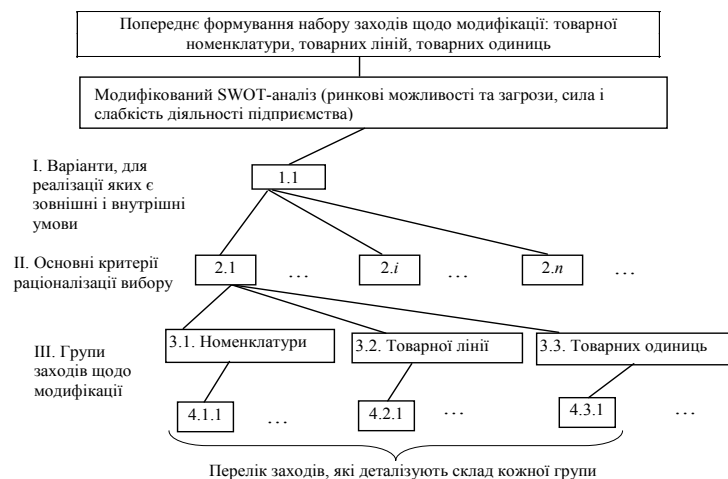 Попереднє формування набору заходів щодо модифікації: товарної
номенклатури, товарних ліній, товарних одиниць
Модифікований SWOT-аналіз (ринкові можливості та загрози, сила і
слабкість діяльності підприємства)
І. Варіанти, для
реалізації яких є
зовнішні і внутрішні
умови
1.1
ІІ. Основні критерії
раціоналізації вибору
2.1 … 2.i … 2.n …
ІІІ. Групи
заходів щодо
модифікації
3.1. Номенклатури 3.2. Товарної лінії 3.3. Товарних одиниць
4.1.1 … 4.2.1 … 4.3.1 …
Перелік заходів, які деталізують склад кожної групи